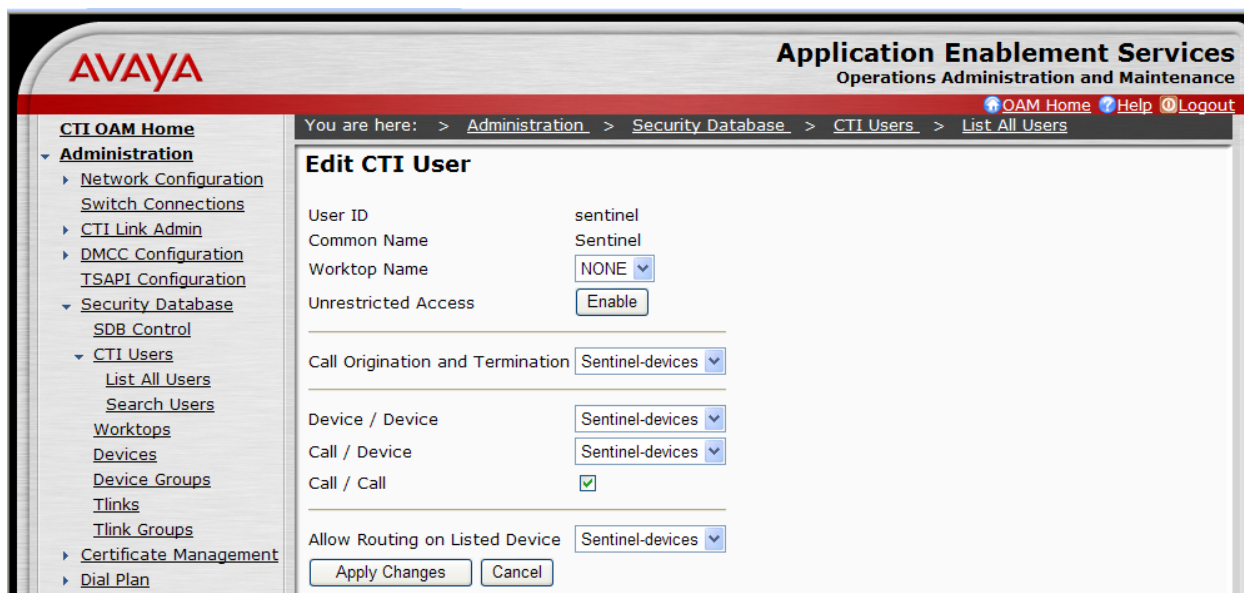 AVAYA
Application Enablement Services
Operations Administration and Maintenance
OAM Home Help Logout
CTI OAM Home
Administration
Network Configuration
Switch Connections
CTI Link Admin
DMCC Configuration
TSAPI Configuration
Security Database
SDB Control
CTI Users
List All Users
Search Users
Worktops
Devices
Device Groups
Tlinks
Tlink Groups
Certificate Management
Dial Plan
You are here: > Administration > Security Database > CTI Users > List All Users
Edit CTI User
User ID sentinel
Common Name Sentinel
Worktop Name NONE
Unrestricted Access Enable
Call Origination and Termination Sentinel-devices
Device / Device Sentinel-devices
Call / Device Sentinel-devices
Call / Call
Allow Routing on Listed Device Sentinel-devices
Apply Changes Cancel